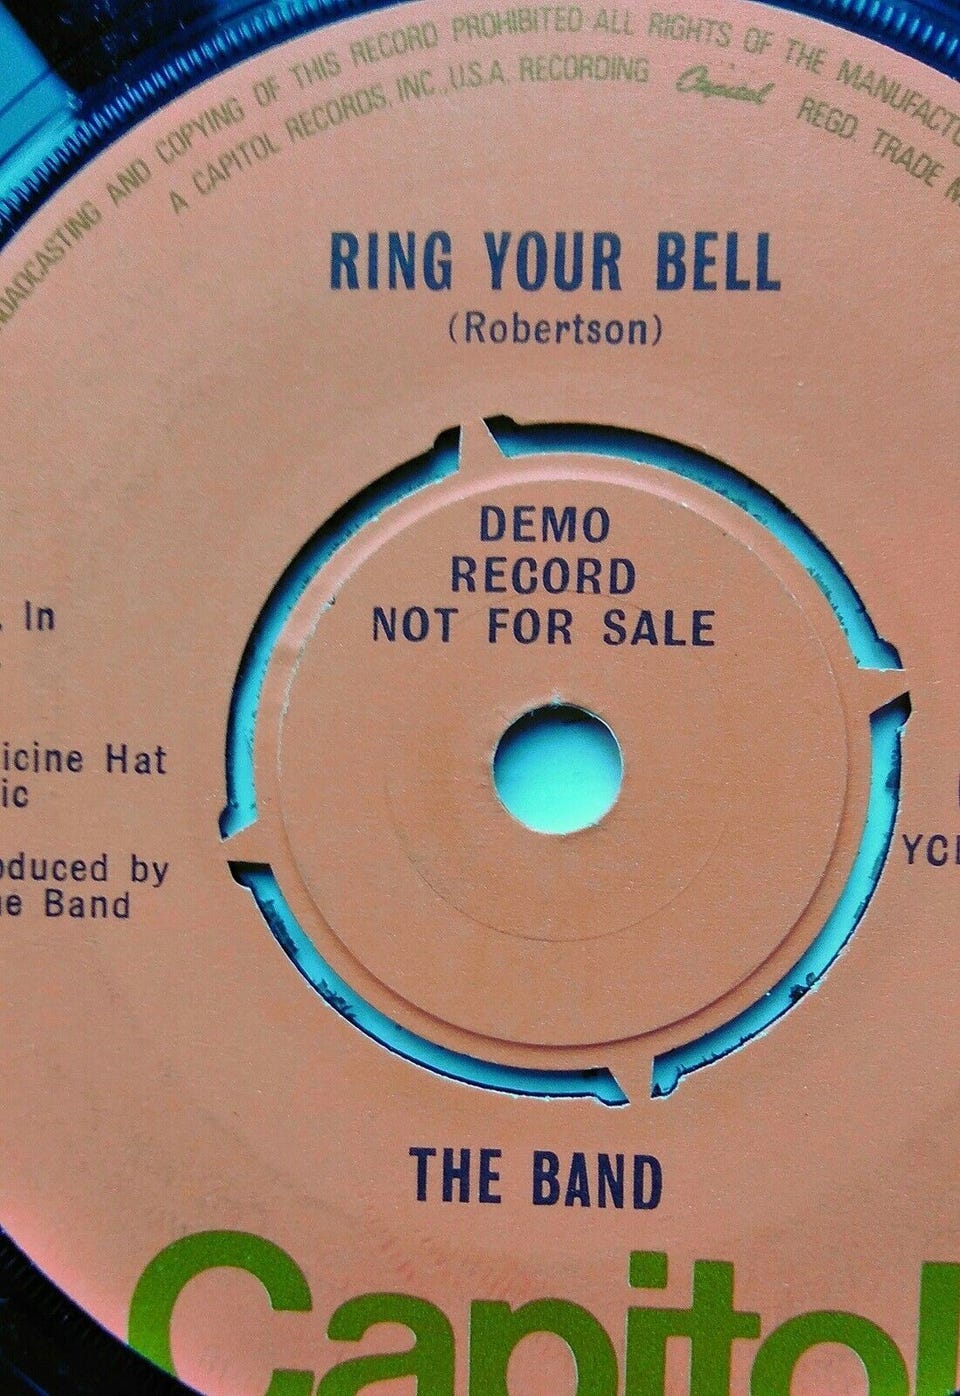 BROADCASTING AND COPYING OF THIS RECORD PROHIBITED ALL RIGHTS OF THE MANUFACTU
A CAPITOL RECORDS, INC., U.S.A. RECORDING Capitol REGD. TRADE M
RING YOUR BELL
(Robertson)
DEMO
RECORD
NOT FOR SALE
. In
icine Hat
ic
oduced by
e Band
YC
THE BAND
Capitol